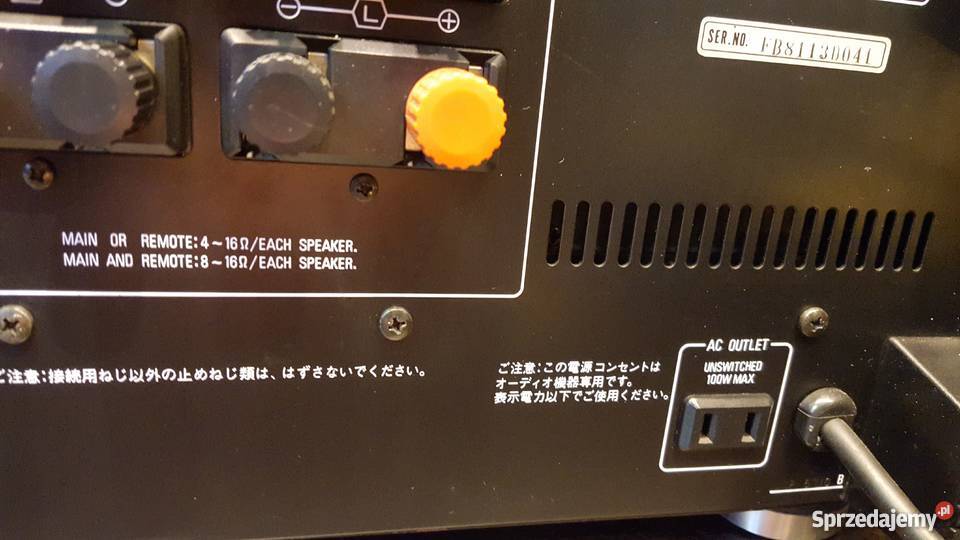 ⊖ L ⊕
SER.NO. FB8113D041
MAIN OR REMOTE:4~16Ω/EACH SPEAKER.
MAIN AND REMOTE:8~16Ω/EACH SPEAKER.
ご注意:接続用ねじ以外の止めねじ類は、はずさないでください。
ご注意:この電源コンセントは
オーディオ機器専用です。
表示電力以下でご使用ください。
AC OUTLET
UNSWITCHED
100W MAX
B
Sprzedajemy.pl